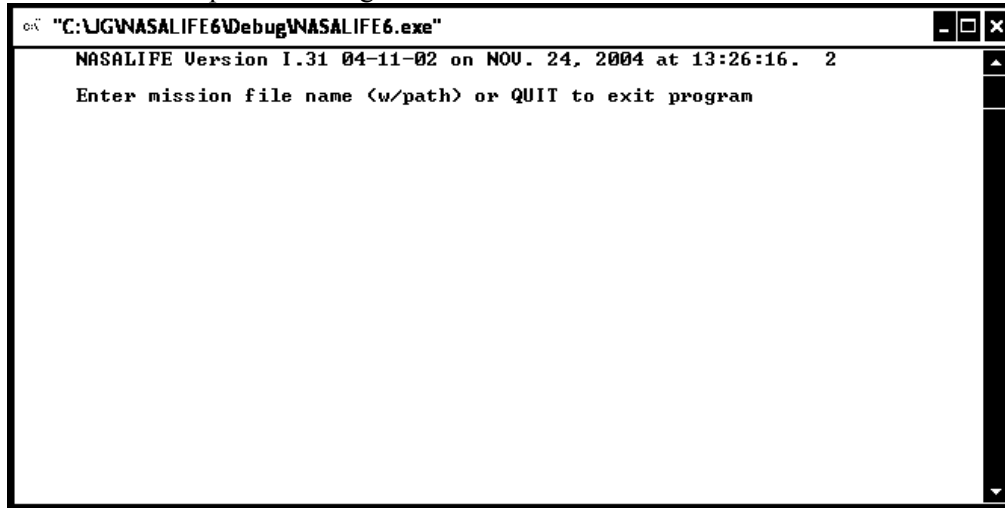 "C:\JG\NASALIFE6\Debug\NASALIFE6.exe"
NASALIFE Version I.31 04-11-02 on NOV. 24, 2004 at 13:26:16. 2
Enter mission file name (w/path) or QUIT to exit program